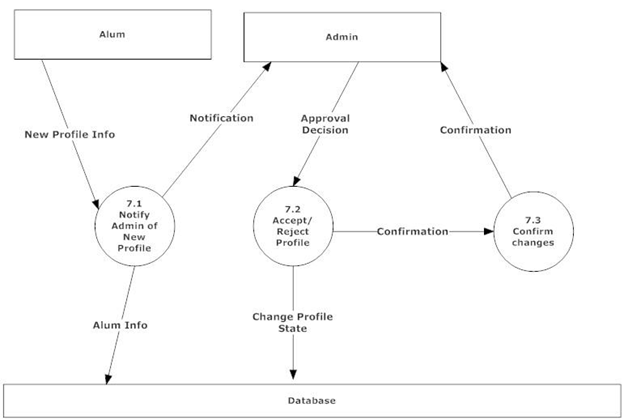 Alum
Admin
Notification
Approval
Decision
New Profile Info
Confirmation
7.1
Notify
Admin of
New
Profile
7.2
Accept/
Reject
Profile
Confirmation
7.3
Confirm
changes
Alum Info
Change Profile
State
Database